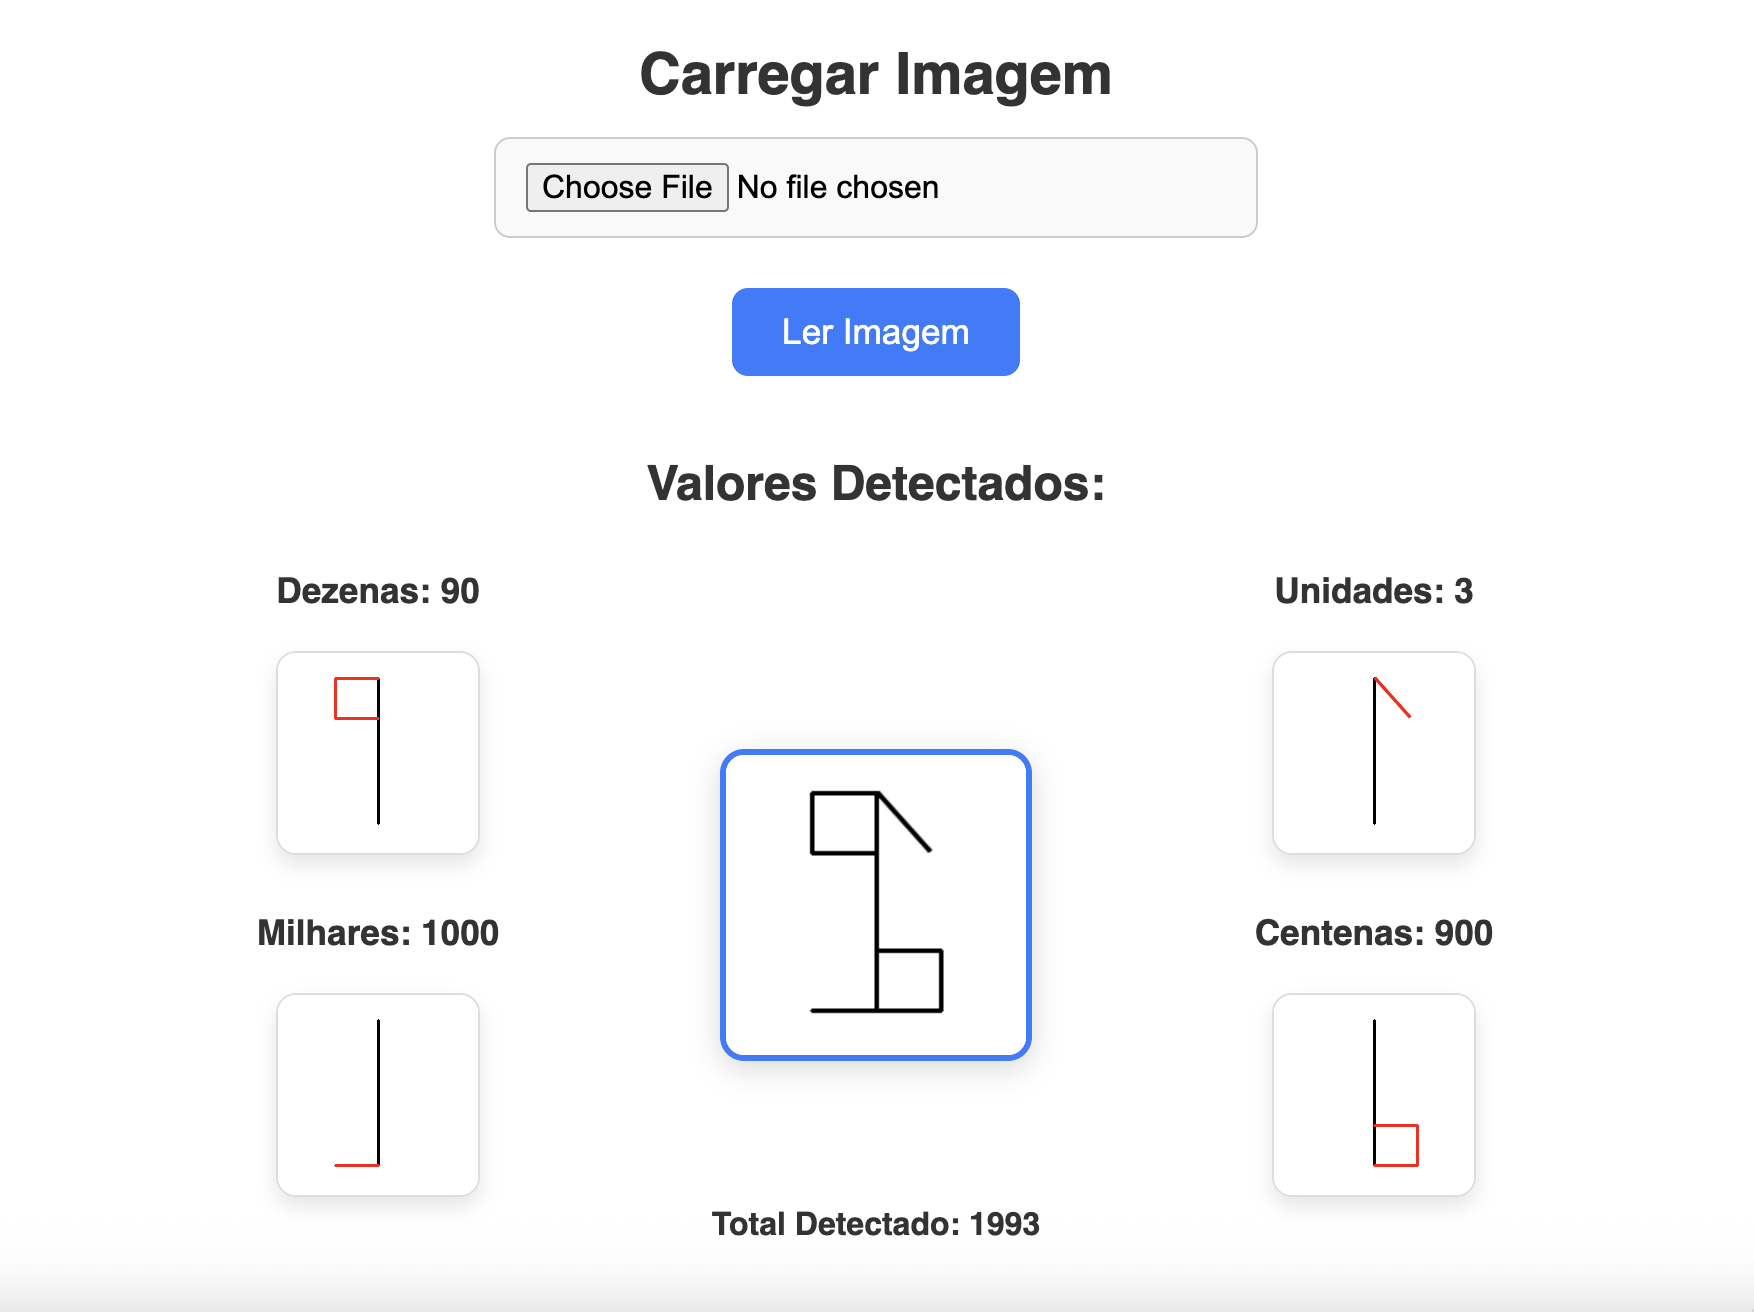 Carregar Imagem
Choose File No file chosen
Ler Imagem
Valores Detectados:
Dezenas: 90
Unidades: 3
Milhares: 1000
Centenas: 900
Total Detectado: 1993